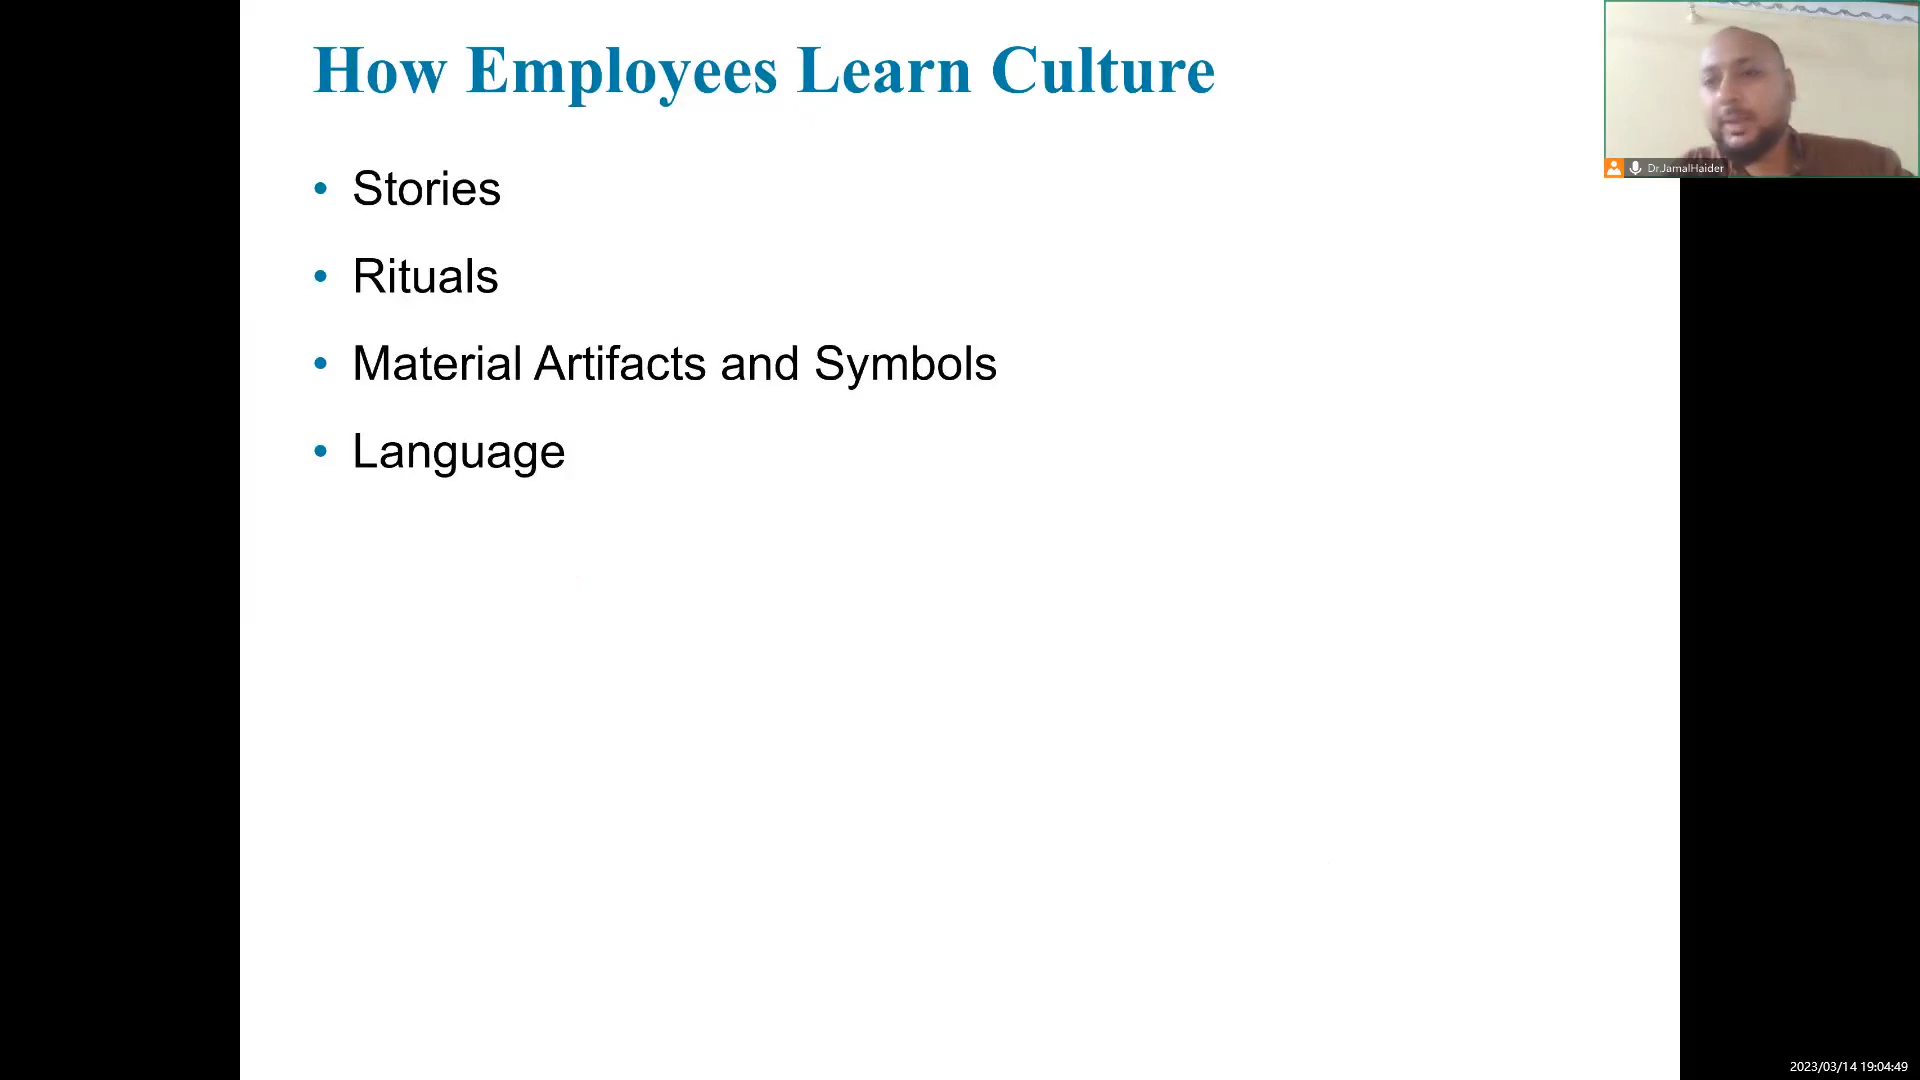 How Employees Learn Culture
• Stories
• Rituals
• Material Artifacts and Symbols
• Language
Dr.JamalHaider
2023/03/14 19:04:49